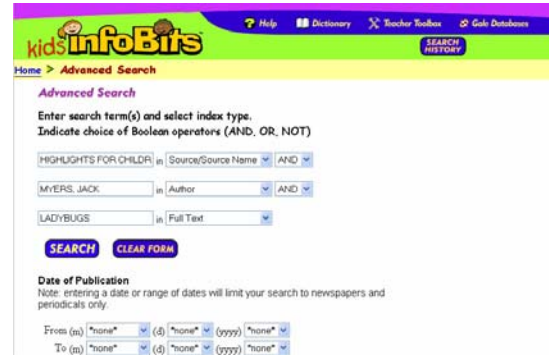 Help Dictionary Teacher Toolbox Gale Databases
kids InfoBits
SEARCH HISTORY
Home > Advanced Search
Advanced Search
Enter search term(s) and select index type.
Indicate choice of Boolean operators (AND, OR, NOT)
HIGHLIGHTS FOR CHILDR in Source/Source Name AND
MYERS, JACK in Author AND
LADYBUGS in Full Text
SEARCH CLEAR FORM
Date of Publication
Note: entering a date or range of dates will limit your search to newspapers and
periodicals only.
From (m) *none* (d) *none* (yyyy) *none*
To (m) *none* (d) *none* (yyyy) *none*